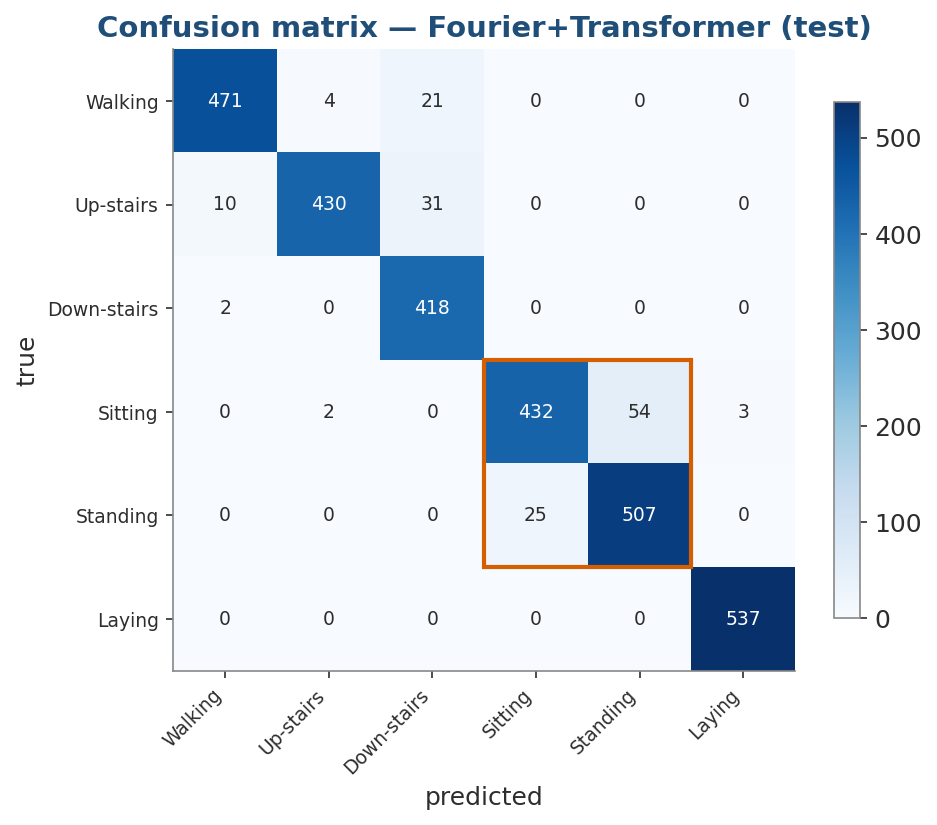 Confusion matrix — Fourier+Transformer (test)
Walking 471 4 21 0 0 0
Up-stairs 10 430 31 0 0 0
Down-stairs 2 0 418 0 0 0
Sitting 0 2 0 432 54 3
Standing 0 0 0 25 507 0
Laying 0 0 0 0 0 537
Walking Up-stairs Down-stairs Sitting Standing Laying
predicted
true
500
400
300
200
100
0